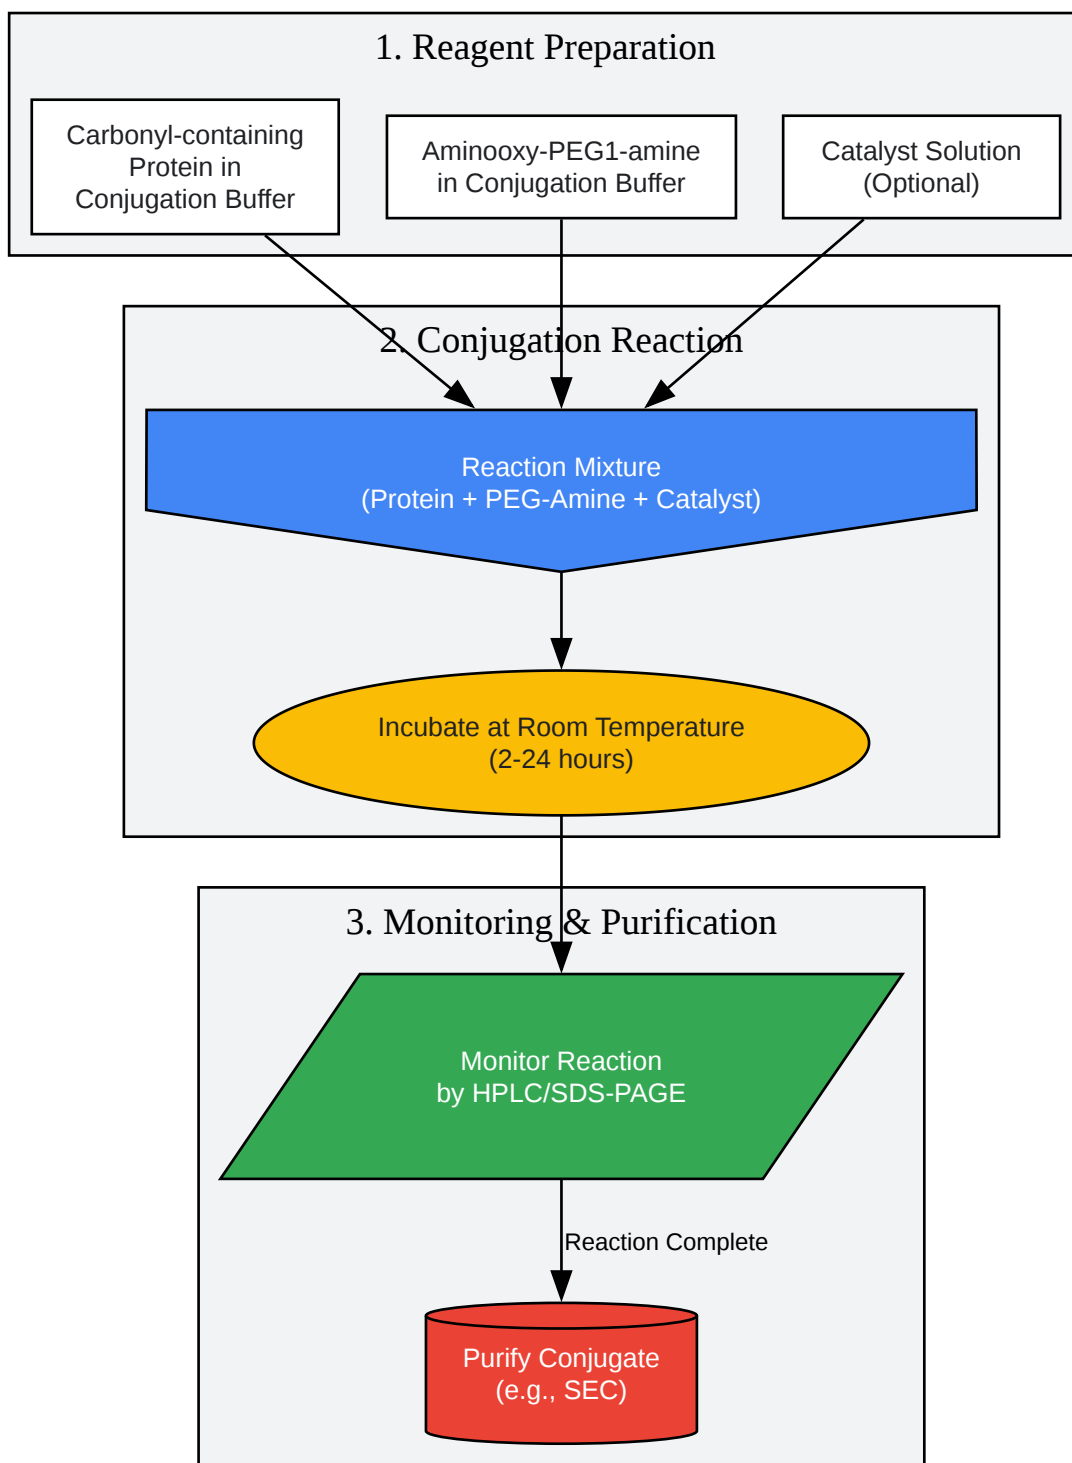 1. Reagent Preparation
Carbonyl-containing
Protein in
Conjugation Buffer
Aminooxy-PEG1-amine
in Conjugation Buffer
Catalyst Solution
(Optional)
2. Conjugation Reaction
Reaction Mixture
(Protein + PEG-Amine + Catalyst)
Incubate at Room Temperature
(2-24 hours)
3. Monitoring & Purification
Monitor Reaction
by HPLC/SDS-PAGE
Reaction Complete
Purify Conjugate
(e.g., SEC)